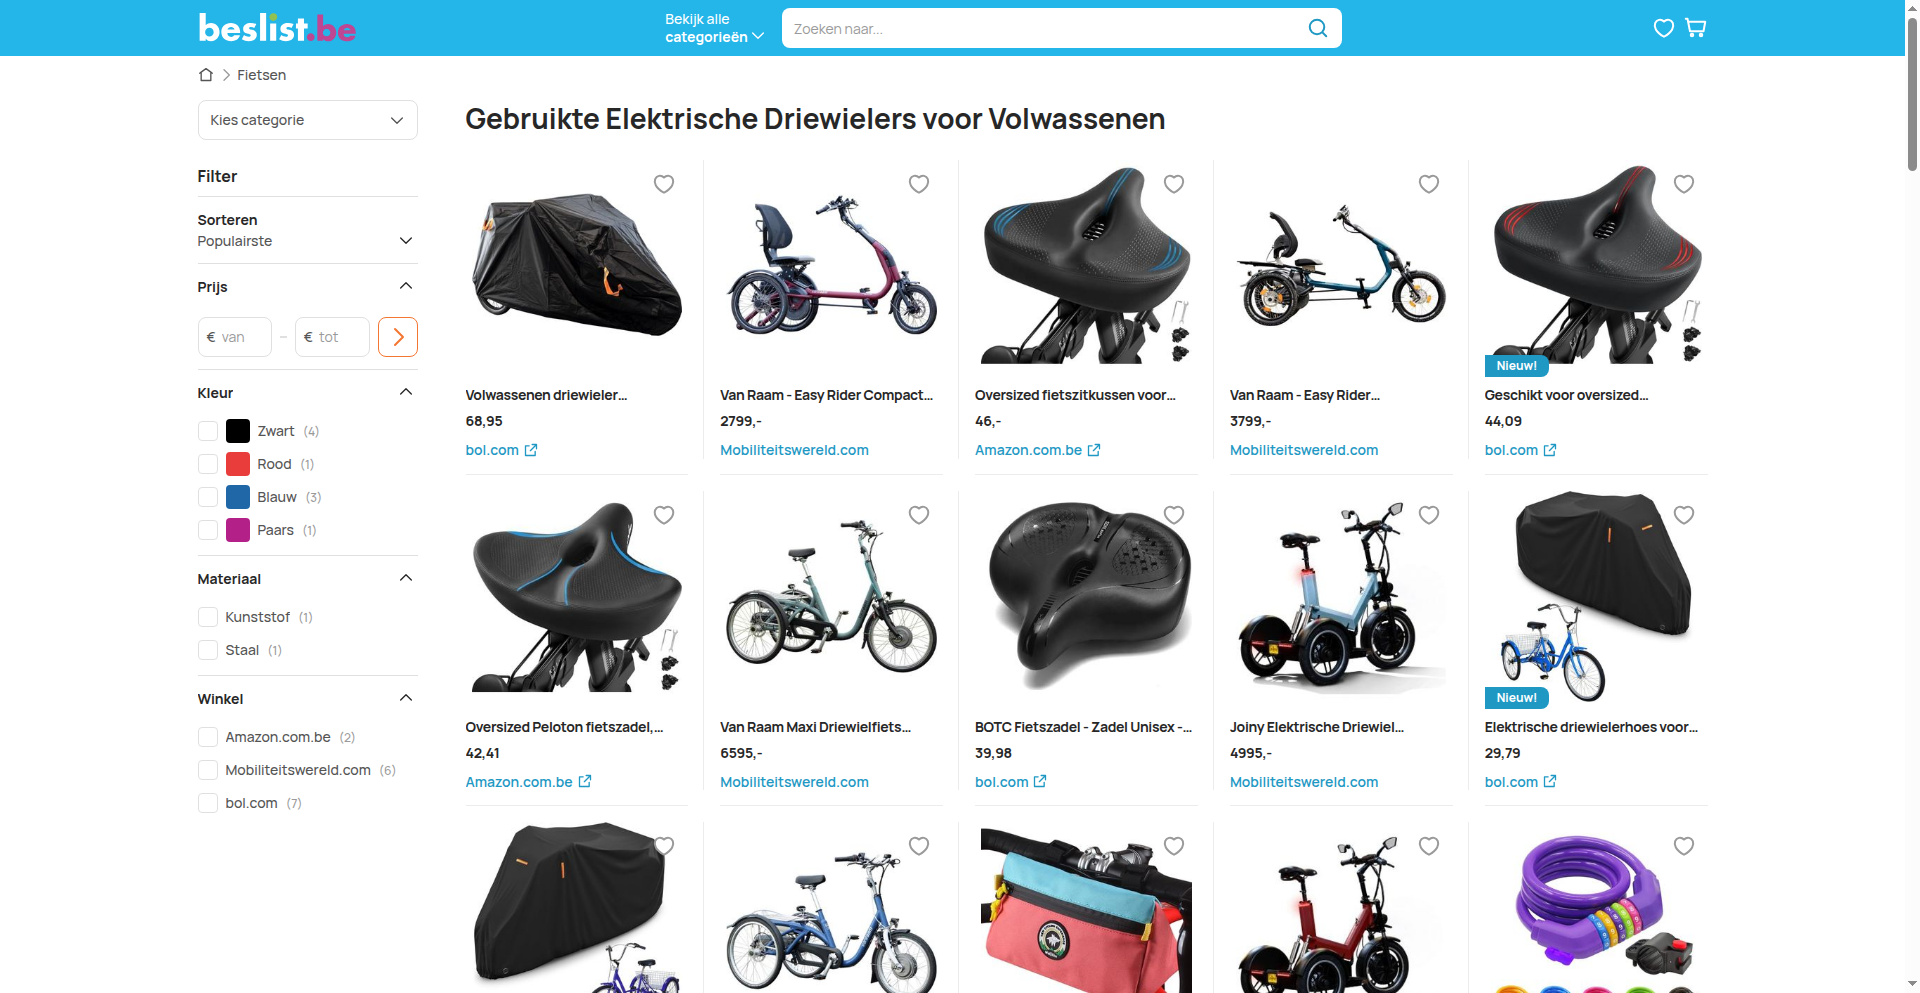 beslist.be
Bekijk alle
categorieën
Zoeken naar...
Fietsen
Kies categorie
Gebruikte Elektrische Driewielers voor Volwassenen
Filter
Sorteren
Populairste
Prijs
€ van – € tot
Kleur
Zwart (4)
Rood (1)
Blauw (3)
Paars (1)
Materiaal
Kunststof (1)
Staal (1)
Winkel
Amazon.com.be (2)
Mobiliteitswereld.com (6)
bol.com (7)
Volwassenen driewieler...
68,95
bol.com
Van Raam - Easy Rider Compact...
2799,-
Mobiliteitswereld.com
Oversized fietszitkussen voor...
46,-
Amazon.com.be
Van Raam - Easy Rider...
3799,-
Mobiliteitswereld.com
Nieuw!
Geschikt voor oversized...
44,09
bol.com
Oversized Peloton fietszadel,...
42,41
Amazon.com.be
Van Raam Maxi Driewielfiets...
6595,-
Mobiliteitswereld.com
BOTC Fietszadel - Zadel Unisex -...
39,98
bol.com
Joiny Elektrische Driewiel...
4995,-
Mobiliteitswereld.com
Nieuw!
Elektrische driewielerhoes voor...
29,79
bol.com